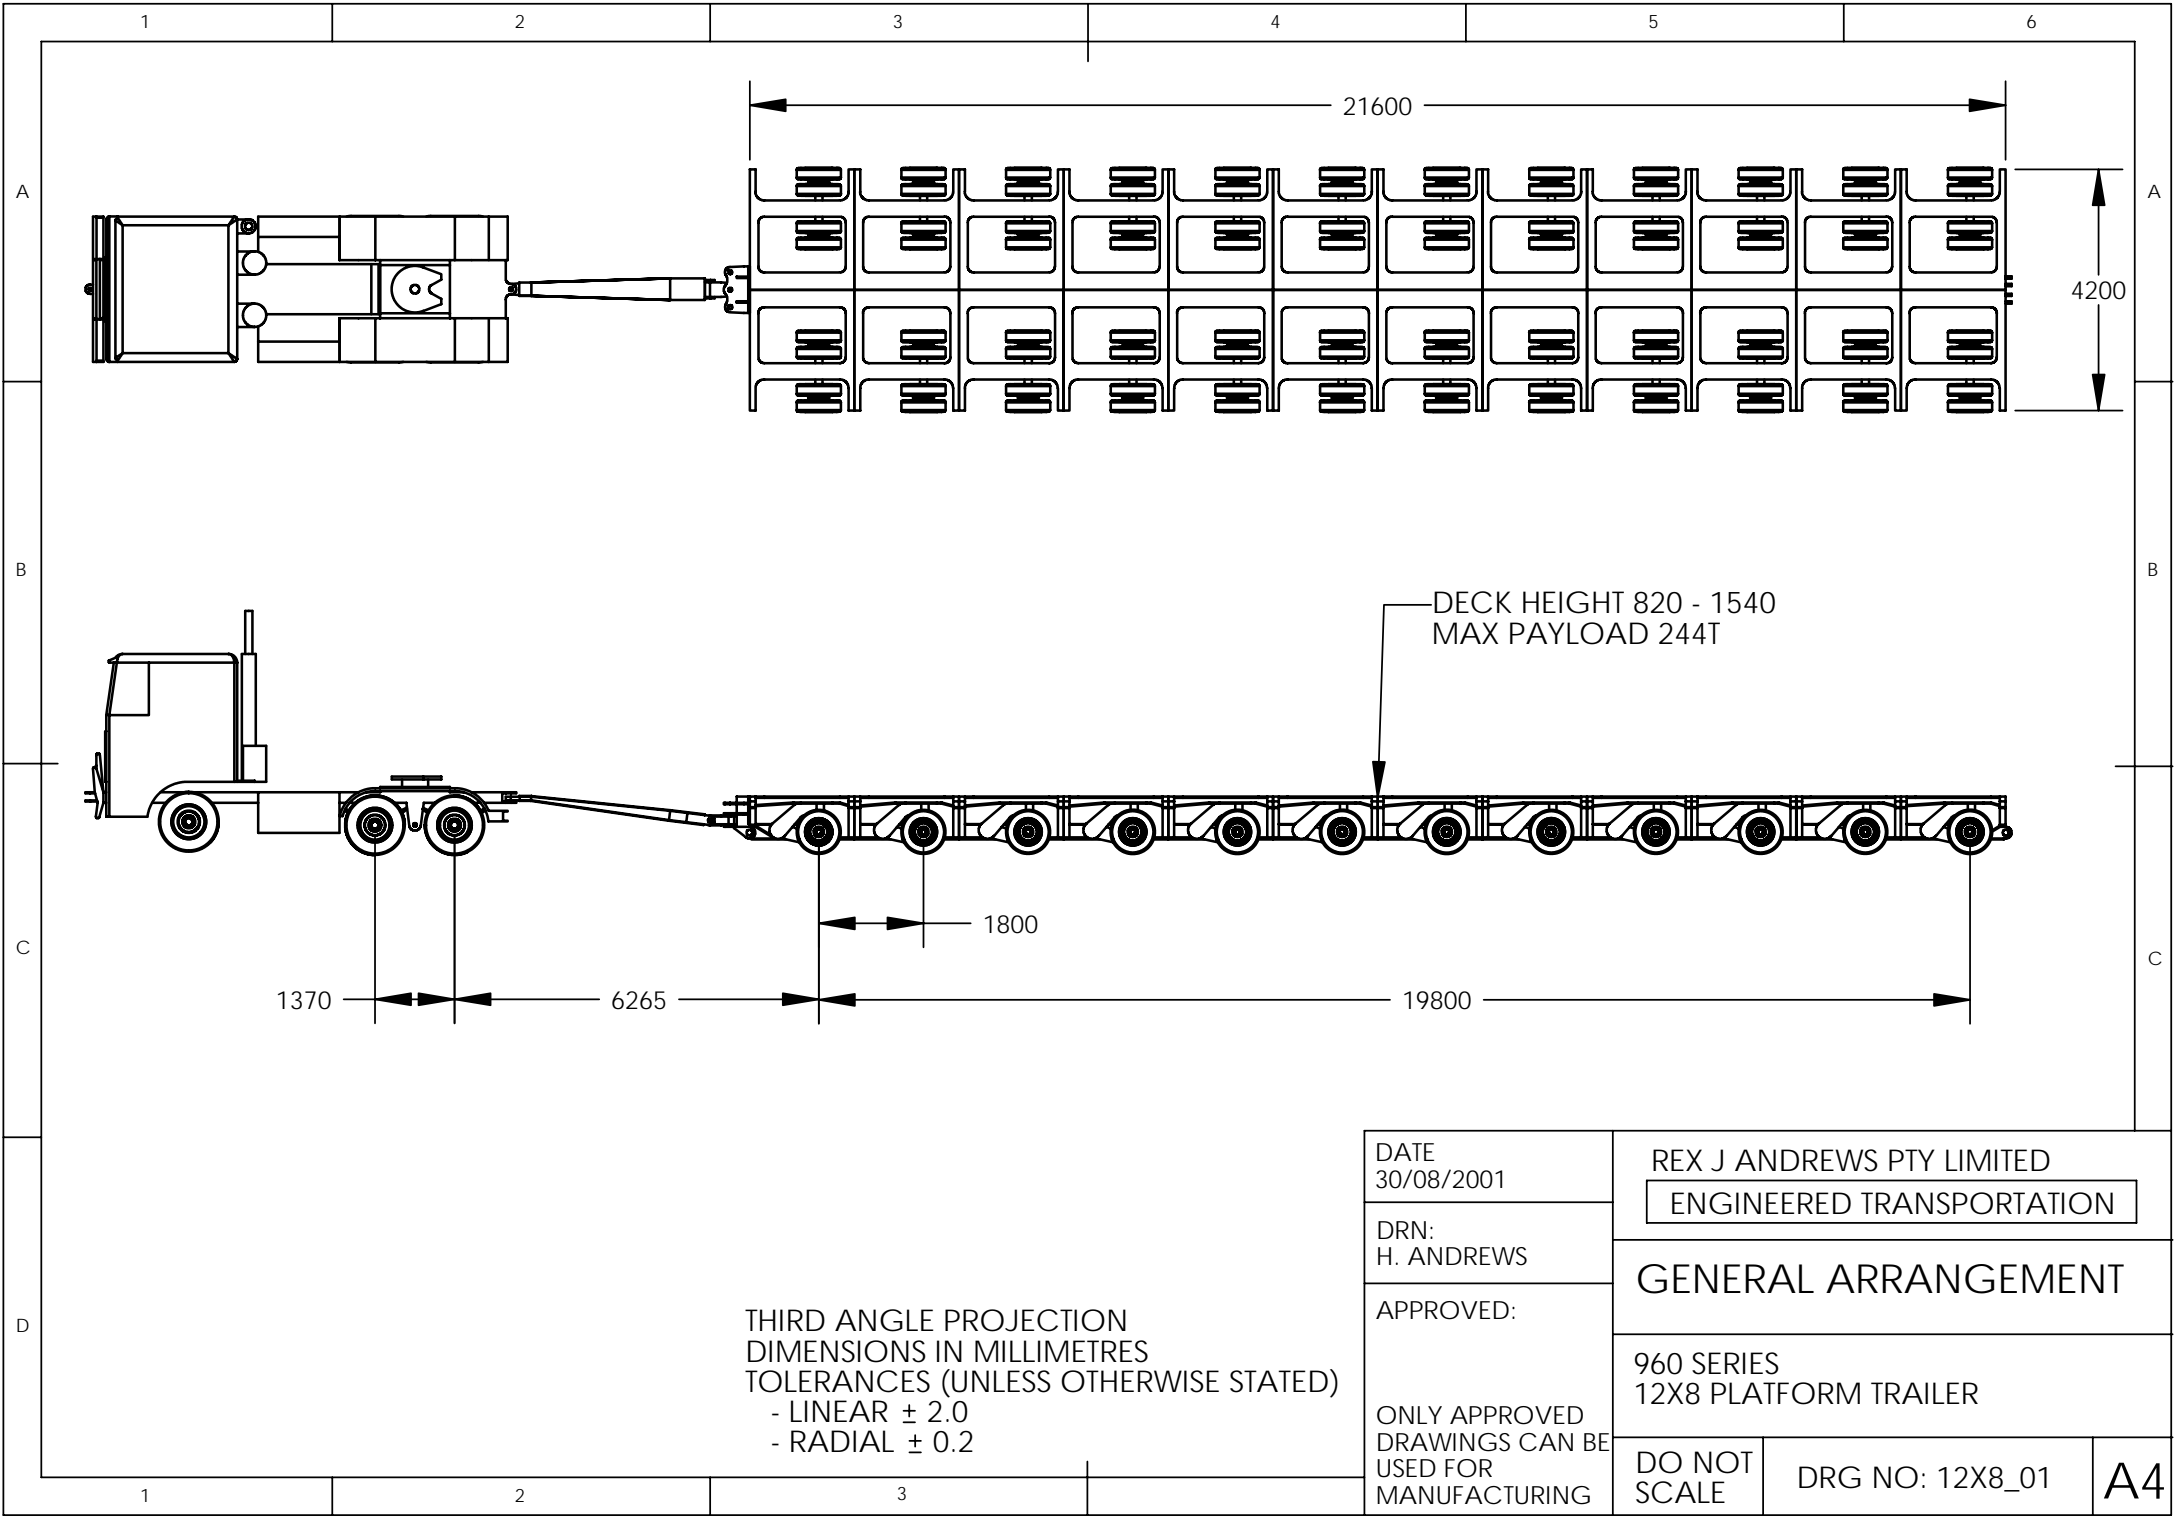 1 2 3 4 5 6
21600
A A
4200
B B
DECK HEIGHT 820 - 1540
MAX PAYLOAD 244T
1800
C C
1370 6265 19800
DATE
30/08/2001
REX J ANDREWS PTY LIMITED
ENGINEERED TRANSPORTATION
DRN:
H. ANDREWS
GENERAL ARRANGEMENT
D
THIRD ANGLE PROJECTION
DIMENSIONS IN MILLIMETRES
TOLERANCES (UNLESS OTHERWISE STATED)
- LINEAR ± 2.0
- RADIAL ± 0.2
APPROVED:
960 SERIES
12X8 PLATFORM TRAILER
ONLY APPROVED
DRAWINGS CAN BE
USED FOR
MANUFACTURING
DO NOT
SCALE
DRG NO: 12X8_01
A4
1 2 3